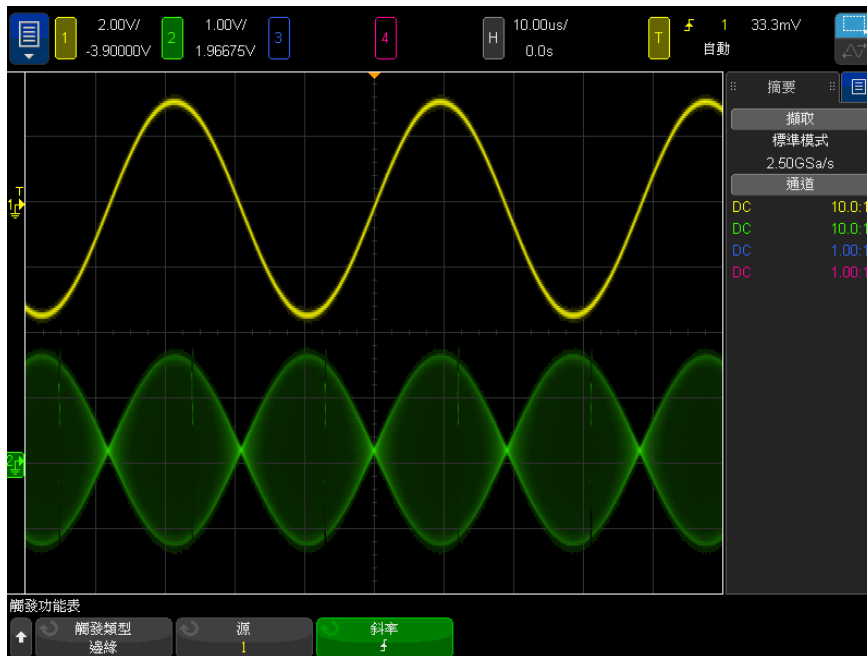 1 2.00V/ 2 1.00V/ 3 4 H 10.00us/ T 1 33.3mV
-3.90000V 1.96675V 0.0s 自動
摘要
擷取
標準模式
2.50GSa/s
通道
DC 10.0:1
DC 10.0:1
DC 1.00:1
DC 1.00:1
T
1
2
觸發功能表
觸發類型 源 斜率
邊緣 1